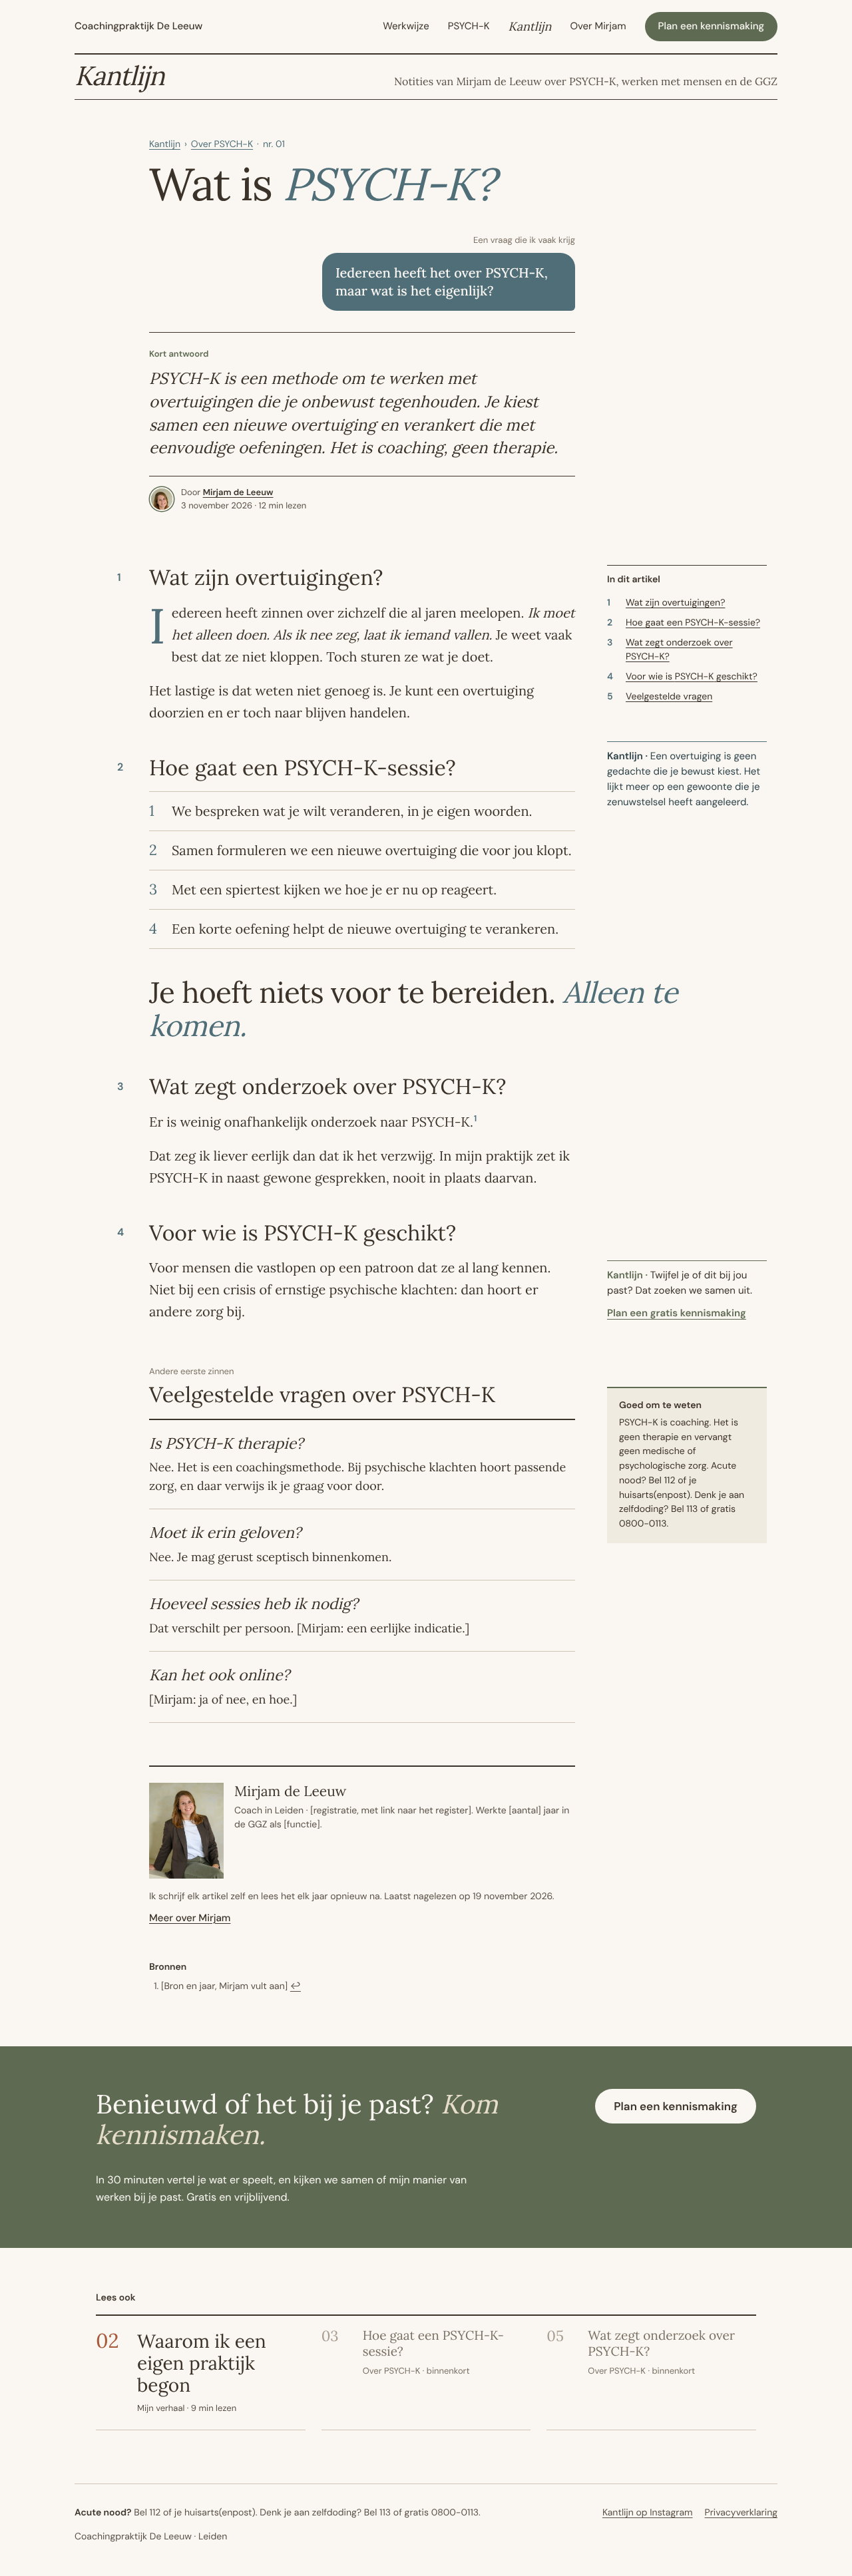 Coachingpraktijk De Leeuw
Werkwijze
PSYCH-K
Kantlijn
Over Mirjam
Plan een kennismaking
Kantlijn
Notities van Mirjam de Leeuw over PSYCH-K, werken met mensen en de GGZ
Kantlijn › Over PSYCH-K · nr. 01
Wat is PSYCH-K?
Een vraag die ik vaak krijg
Iedereen heeft het over PSYCH-K,
maar wat is het eigenlijk?
Kort antwoord
PSYCH-K is een methode om te werken met
overtuigingen die je onbewust tegenhouden. Je kiest
samen een nieuwe overtuiging en verankert die met
eenvoudige oefeningen. Het is coaching, geen therapie.
Door Mirjam de Leeuw
3 november 2026 · 12 min lezen
1
Wat zijn overtuigingen?
Iedereen heeft zinnen over zichzelf die al jaren meelopen. Ik moet
het alleen doen. Als ik nee zeg, laat ik iemand vallen. Je weet vaak
best dat ze niet kloppen. Toch sturen ze wat je doet.
Het lastige is dat weten niet genoeg is. Je kunt een overtuiging
doorzien en er toch naar blijven handelen.
In dit artikel
1 Wat zijn overtuigingen?
2 Hoe gaat een PSYCH-K-sessie?
3 Wat zegt onderzoek over
PSYCH-K?
4 Voor wie is PSYCH-K geschikt?
5 Veelgestelde vragen
Kantlijn · Een overtuiging is geen
gedachte die je bewust kiest. Het
lijkt meer op een gewoonte die je
zenuwstelsel heeft aangeleerd.
2
Hoe gaat een PSYCH-K-sessie?
1 We bespreken wat je wilt veranderen, in je eigen woorden.
2 Samen formuleren we een nieuwe overtuiging die voor jou klopt.
3 Met een spiertest kijken we hoe je er nu op reageert.
4 Een korte oefening helpt de nieuwe overtuiging te verankeren.
Je hoeft niets voor te bereiden. Alleen te
komen.
3
Wat zegt onderzoek over PSYCH-K?
Er is weinig onafhankelijk onderzoek naar PSYCH-K.1
Dat zeg ik liever eerlijk dan dat ik het verzwijg. In mijn praktijk zet ik
PSYCH-K in naast gewone gesprekken, nooit in plaats daarvan.
4
Voor wie is PSYCH-K geschikt?
Voor mensen die vastlopen op een patroon dat ze al lang kennen.
Niet bij een crisis of ernstige psychische klachten: dan hoort er
andere zorg bij.
Kantlijn · Twijfel je of dit bij jou
past? Dat zoeken we samen uit.
Plan een gratis kennismaking
Andere eerste zinnen
Veelgestelde vragen over PSYCH-K
Is PSYCH-K therapie?
Nee. Het is een coachingsmethode. Bij psychische klachten hoort passende
zorg, en daar verwijs ik je graag voor door.
Moet ik erin geloven?
Nee. Je mag gerust sceptisch binnenkomen.
Hoeveel sessies heb ik nodig?
Dat verschilt per persoon. [Mirjam: een eerlijke indicatie.]
Kan het ook online?
[Mirjam: ja of nee, en hoe.]
Goed om te weten
PSYCH-K is coaching. Het is
geen therapie en vervangt
geen medische of
psychologische zorg. Acute
nood? Bel 112 of je
huisarts(enpost). Denk je aan
zelfdoding? Bel 113 of gratis
0800-0113.
Mirjam de Leeuw
Coach in Leiden · [registratie, met link naar het register]. Werkte [aantal] jaar in
de GGZ als [functie].
Ik schrijf elk artikel zelf en lees het elk jaar opnieuw na. Laatst nagelezen op 19 november 2026.
Meer over Mirjam
Bronnen
1. [Bron en jaar, Mirjam vult aan] ↩
Benieuwd of het bij je past? Kom
kennismaken.
Plan een kennismaking
In 30 minuten vertel je wat er speelt, en kijken we samen of mijn manier van
werken bij je past. Gratis en vrijblijvend.
Lees ook
02
Waarom ik een
eigen praktijk
begon
Mijn verhaal · 9 min lezen
03
Hoe gaat een PSYCH-K-
sessie?
Over PSYCH-K · binnenkort
05
Wat zegt onderzoek over
PSYCH-K?
Over PSYCH-K · binnenkort
Acute nood? Bel 112 of je huisarts(enpost). Denk je aan zelfdoding? Bel 113 of gratis 0800-0113.
Kantlijn op Instagram
Privacyverklaring
Coachingpraktijk De Leeuw · Leiden